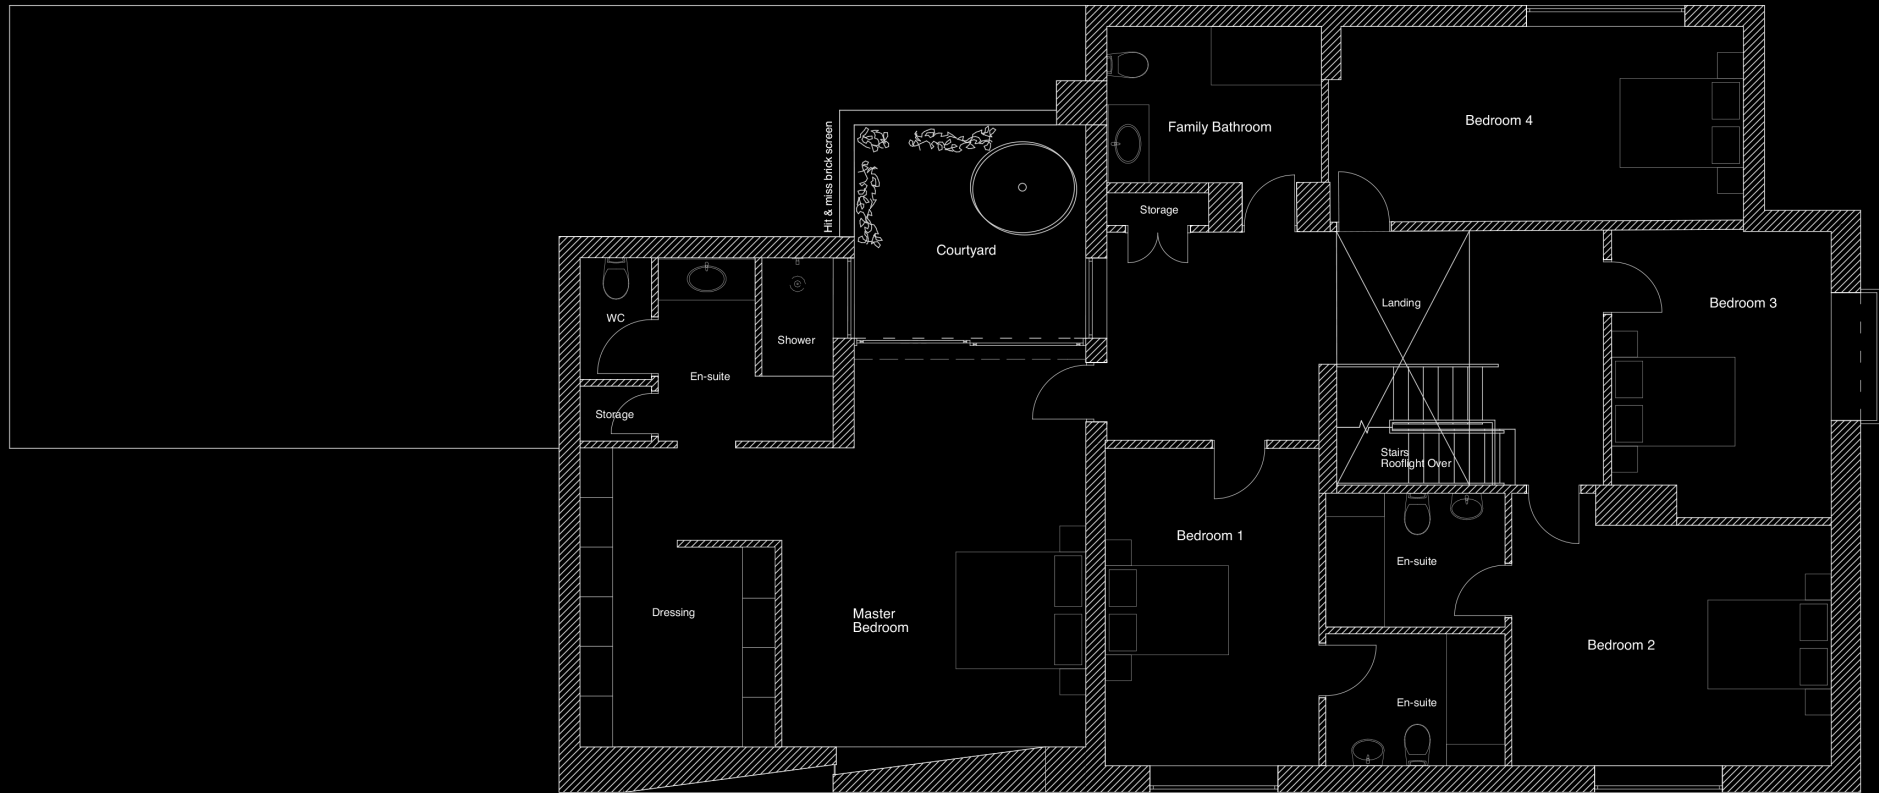 Family Bathroom
Bedroom 4
Hit & miss brick screen
Storage
Courtyard
Landing
Bedroom 3
WC
Shower
En-suite
Storage
Stairs
Rooflight Over
Bedroom 1
En-suite
Dressing
Master
Bedroom
Bedroom 2
En-suite